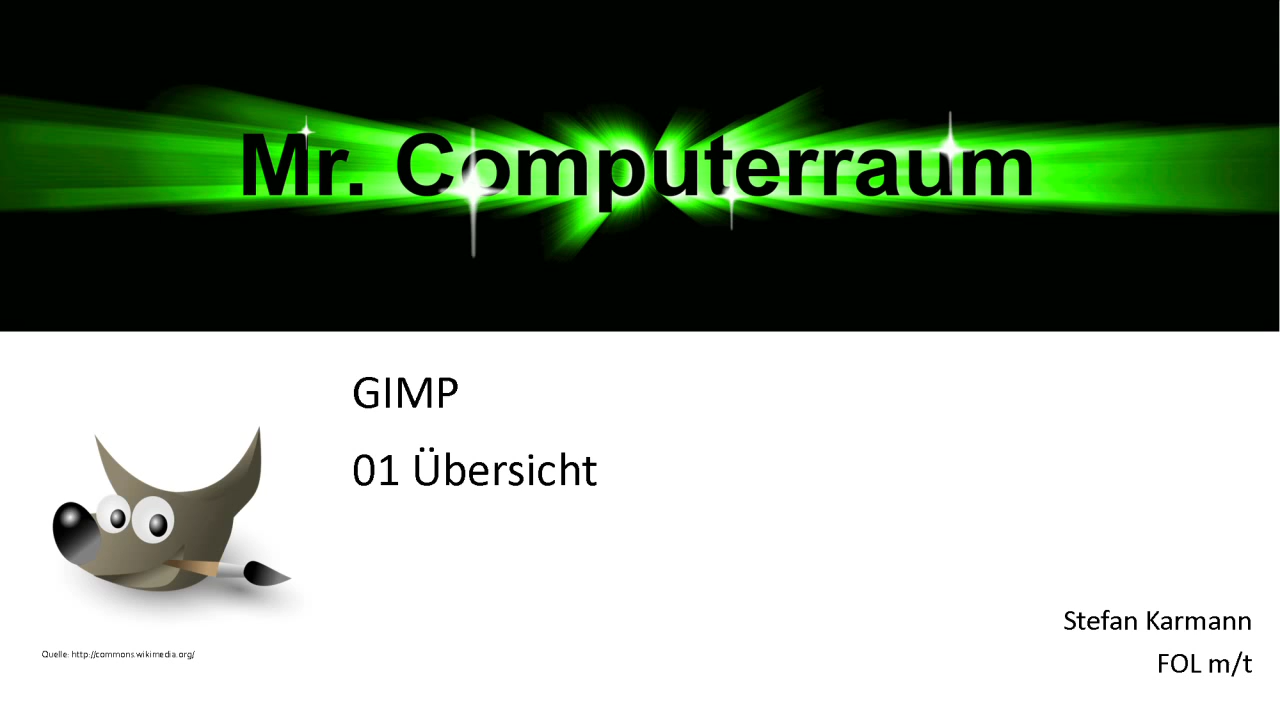 Mr. Computerraum
GIMP
01 Übersicht
Quelle: http://commons.wikimedia.org/
Stefan Karmann
FOL m/t